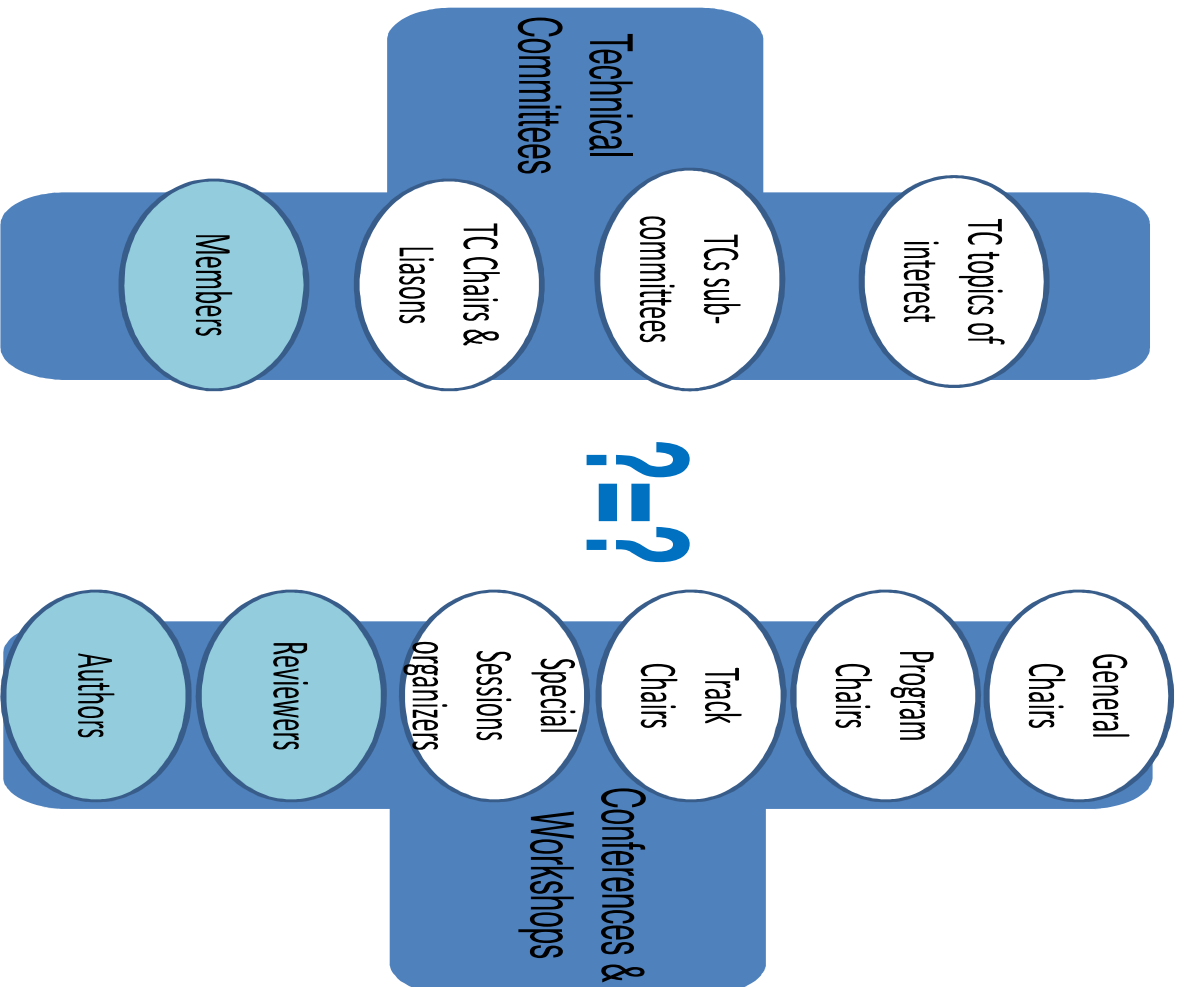 Technical
Committees
TC topics of
interest
TCs sub-
committees
TC Chairs &
Liasons
Members
?=?
General
Chairs
Program
Chairs
Track
Chairs
Special
Sessions
organizers
Reviewers
Authors
Conferences &
Workshops